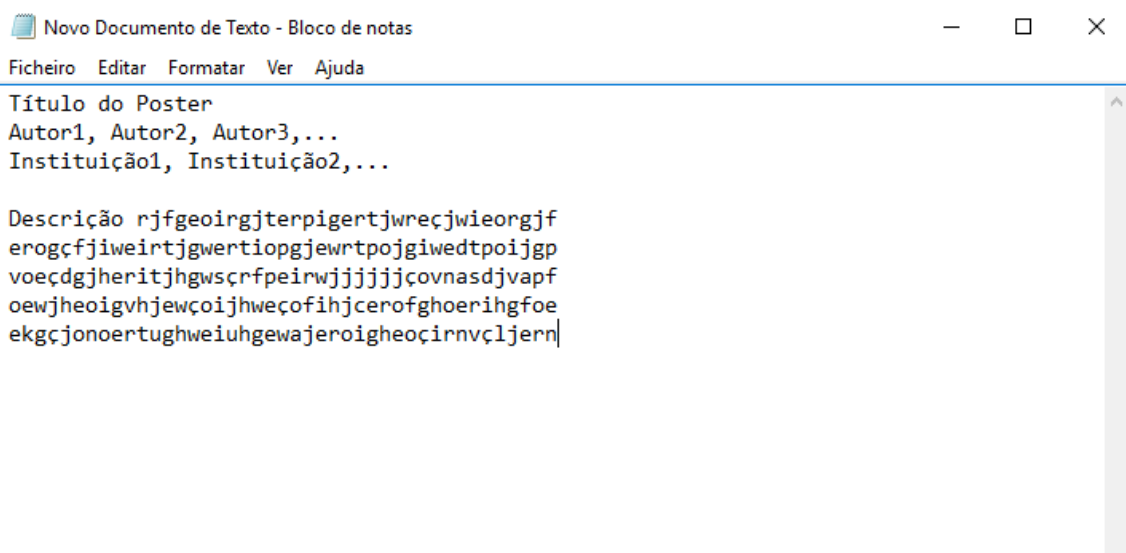 Novo Documento de Texto - Bloco de notas
Ficheiro Editar Formatar Ver Ajuda
Título do Poster
Autor1, Autor2, Autor3,...
Instituição1, Instituição2,...
Descrição rjfgeoirgjterpigertjwreçjwieorgjf
erogçfjiweirtjgwertiopgjewrtpojgiwedtpoijgp
voeçdgjheritjhgwsçrfpeirwjjjjjjçovnasdjvapf
oewjheoigvhjewçoijhweçofihjcerofghoerihgfoe
ekgçjonoertughweiuhgewajeroigheoçirnvçljern